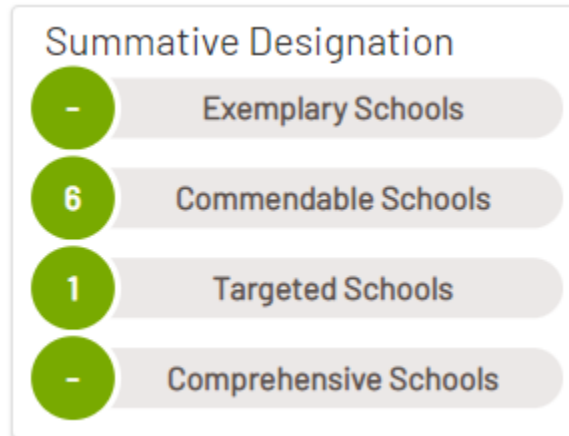 Summative Designation
- Exemplary Schools
6 Commendable Schools
1 Targeted Schools
- Comprehensive Schools